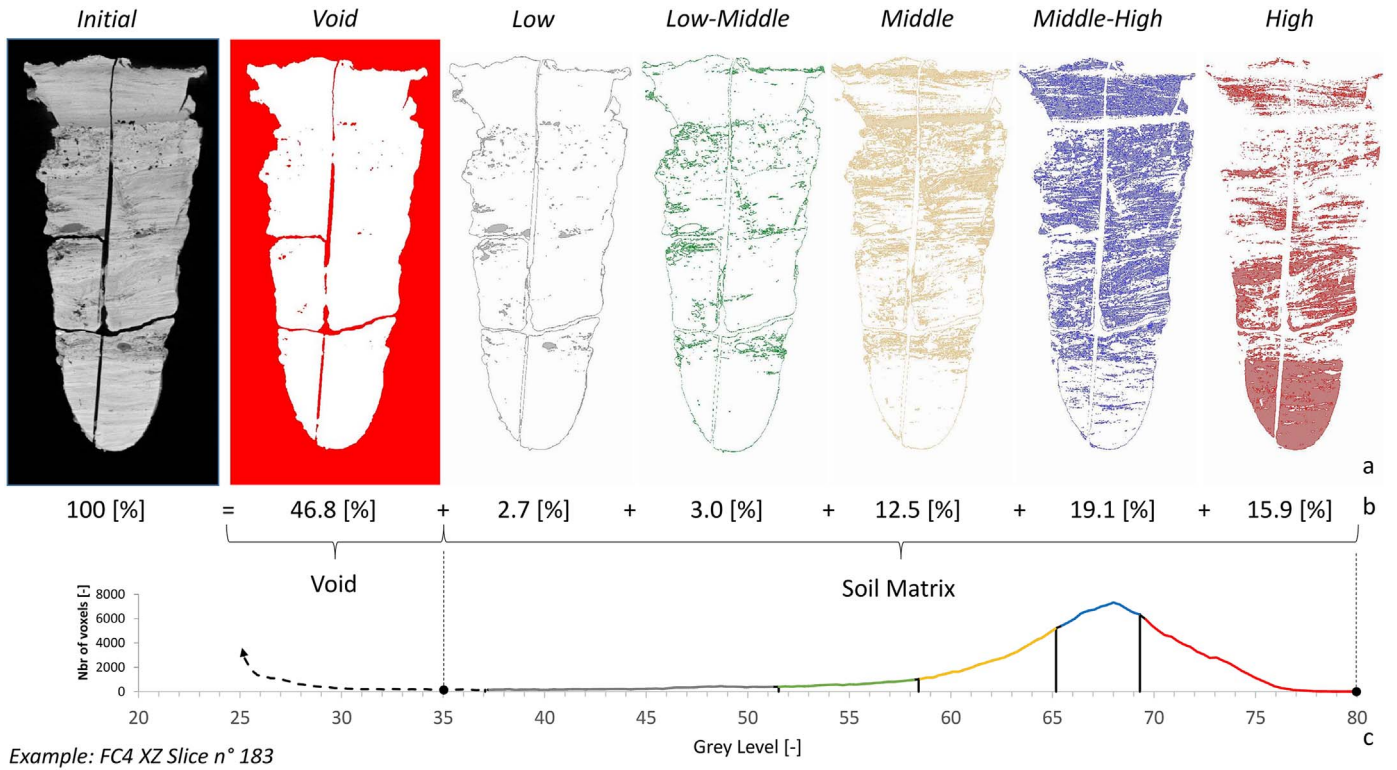 Initial Void Low Low-Middle Middle Middle-High High
a
100 [%] = 46.8 [%] + 2.7 [%] + 3.0 [%] + 12.5 [%] + 19.1 [%] + 15.9 [%] b
Void Soil Matrix
Nbr of voxels [-]
8000
6000
4000
2000
0
20 25 30 35 40 45 50 55 60 65 70 75 80
c
Grey Level [-]
Example: FC4 XZ Slice n° 183